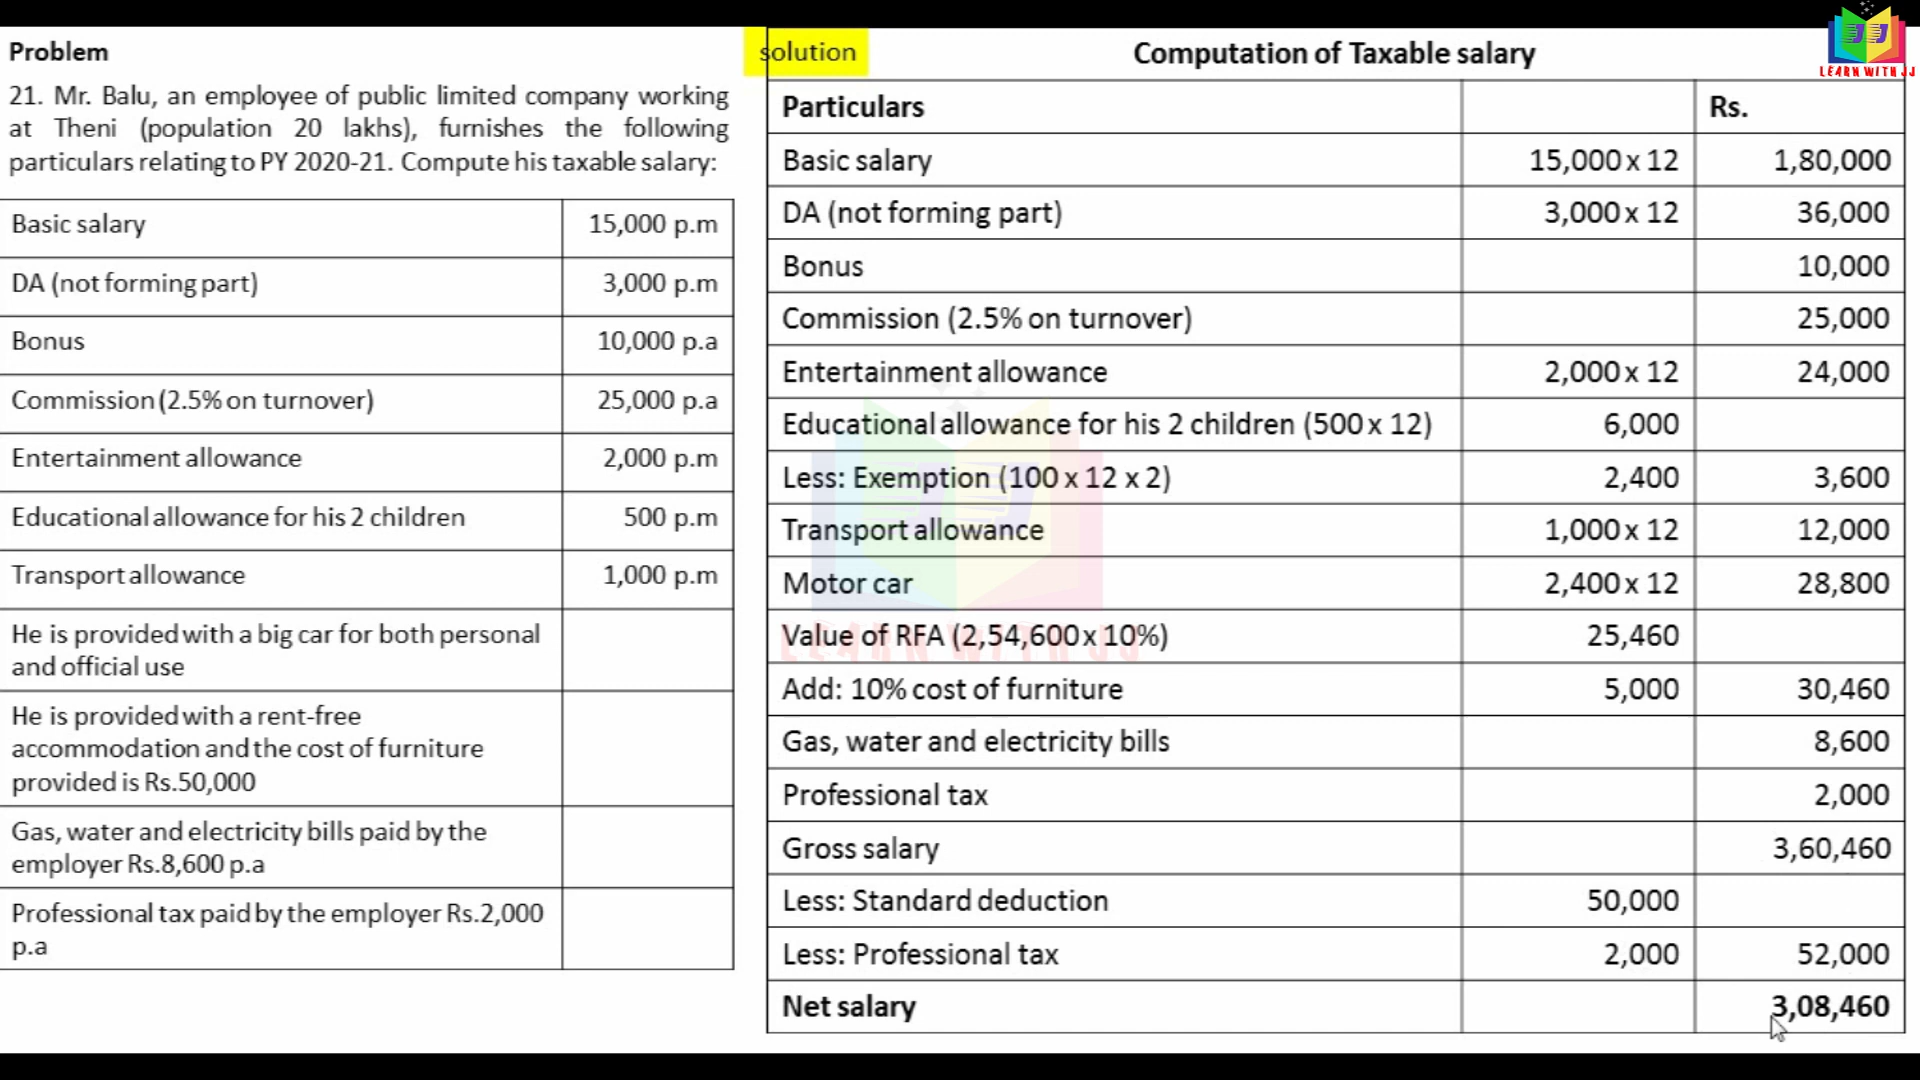 Problem
21. Mr. Balu, an employee of public limited company working
at Theni (population 20 lakhs), furnishes the following
particulars relating to PY 2020-21. Compute his taxable salary:
Basic salary 15,000 p.m
DA (not forming part) 3,000 p.m
Bonus 10,000 p.a
Commission (2.5% on turnover) 25,000 p.a
Entertainment allowance 2,000 p.m
Educational allowance for his 2 children 500 p.m
Transport allowance 1,000 p.m
He is provided with a big car for both personal
and official use
He is provided with a rent-free
accommodation and the cost of furniture
provided is Rs.50,000
Gas, water and electricity bills paid by the
employer Rs.8,600 p.a
Professional tax paid by the employer Rs.2,000
p.a
solution
Computation of Taxable salary
Particulars Rs.
Basic salary 15,000 x 12 1,80,000
DA (not forming part) 3,000 x 12 36,000
Bonus 10,000
Commission (2.5% on turnover) 25,000
Entertainment allowance 2,000 x 12 24,000
Educational allowance for his 2 children (500 x 12) 6,000
Less: Exemption (100 x 12 x 2) 2,400 3,600
Transport allowance 1,000 x 12 12,000
Motor car 2,400 x 12 28,800
Value of RFA (2,54,600 x 10%) 25,460
Add: 10% cost of furniture 5,000 30,460
Gas, water and electricity bills 8,600
Professional tax 2,000
Gross salary 3,60,460
Less: Standard deduction 50,000
Less: Professional tax 2,000 52,000
Net salary 3,08,460
JJ
LEARN WITH JJ
LEARN WITH JJ